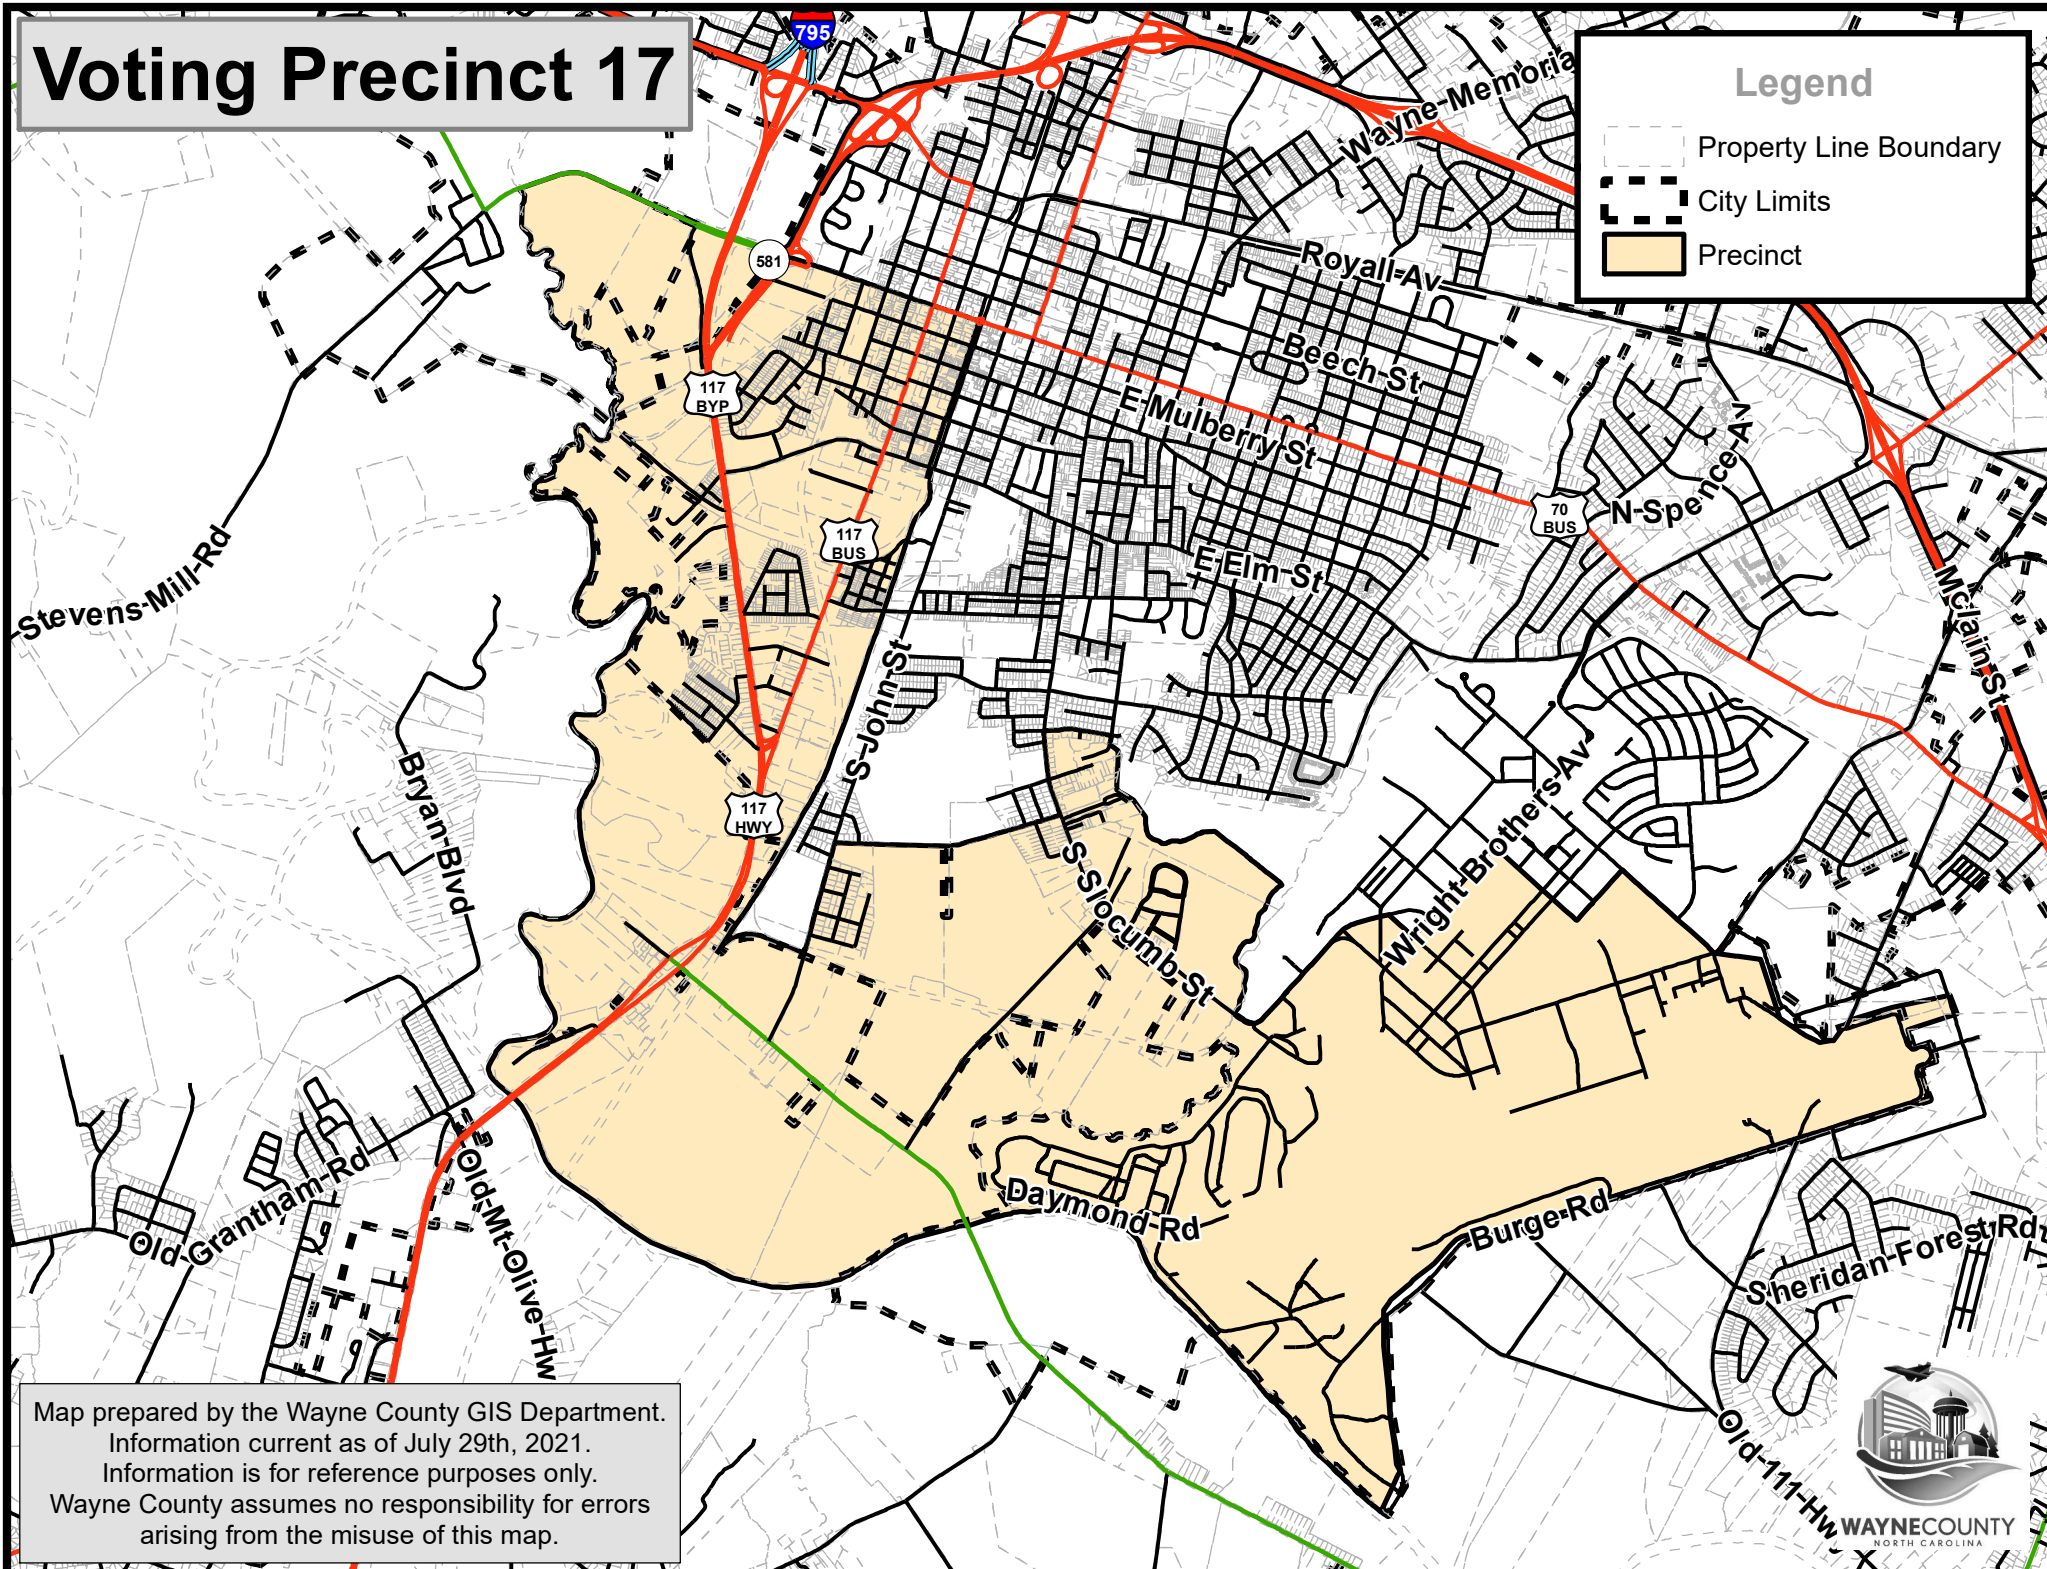 Voting Precinct 17
795
Wayne-Memoria
Legend
Property Line Boundary
City Limits
Precinct
581
Royall-Av
Beech-St
E-Mulberry-St
117
BYP
117
BUS
70
BUS
N-Spence-Av
E-Elm-St
Mclain-St
Stevens-Mill-Rd
S-John-St
Bryan-Blvd
117
HWY
Wright-Brothers-Av
S-Slocumb-St
Old-Grantham-Rd
Old-Mt-Olive-Hw
Daymond-Rd
Burge-Rd
Sheridan-Forest-Rd
Old-111-Hw
Map prepared by the Wayne County GIS Department.
Information current as of July 29th, 2021.
Information is for reference purposes only.
Wayne County assumes no responsibility for errors
arising from the misuse of this map.
WAYNECOUNTY
NORTH CAROLINA